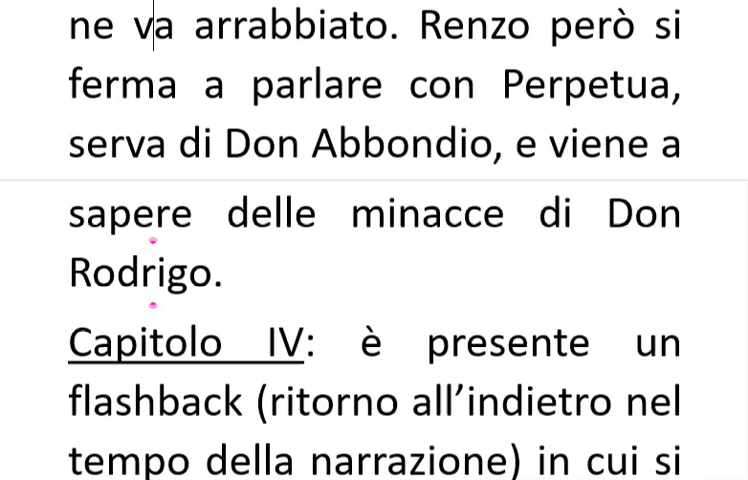 ne va arrabbiato. Renzo però si
ferma a parlare con Perpetua,
serva di Don Abbondio, e viene a
sapere delle minacce di Don
Rodrigo.
Capitolo IV: è presente un
flashback (ritorno all’indietro nel
tempo della narrazione) in cui si